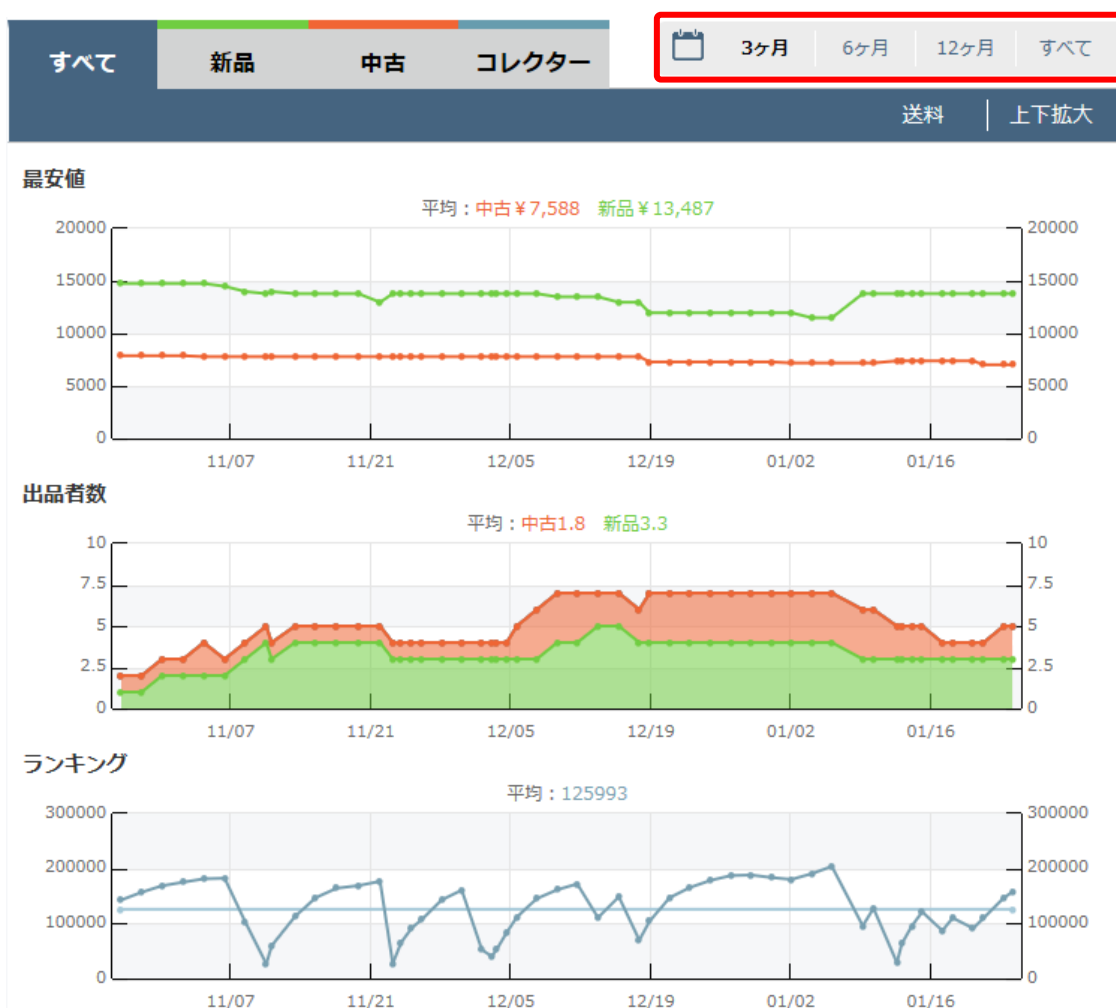 すべて 新品 中古 コレクター 3ヶ月 6ヶ月 12ヶ月 すべて
送料 上下拡大
最安値
平均：中古￥7,588 新品￥13,487
20000 20000
15000 15000
10000 10000
5000 5000
0 0
11/07 11/21 12/05 12/19 01/02 01/16
出品者数
平均：中古1.8 新品3.3
10 10
7.5 7.5
5 5
2.5 2.5
0 0
11/07 11/21 12/05 12/19 01/02 01/16
ランキング
平均：125993
300000 300000
200000 200000
100000 100000
0 0
11/07 11/21 12/05 12/19 01/02 01/16